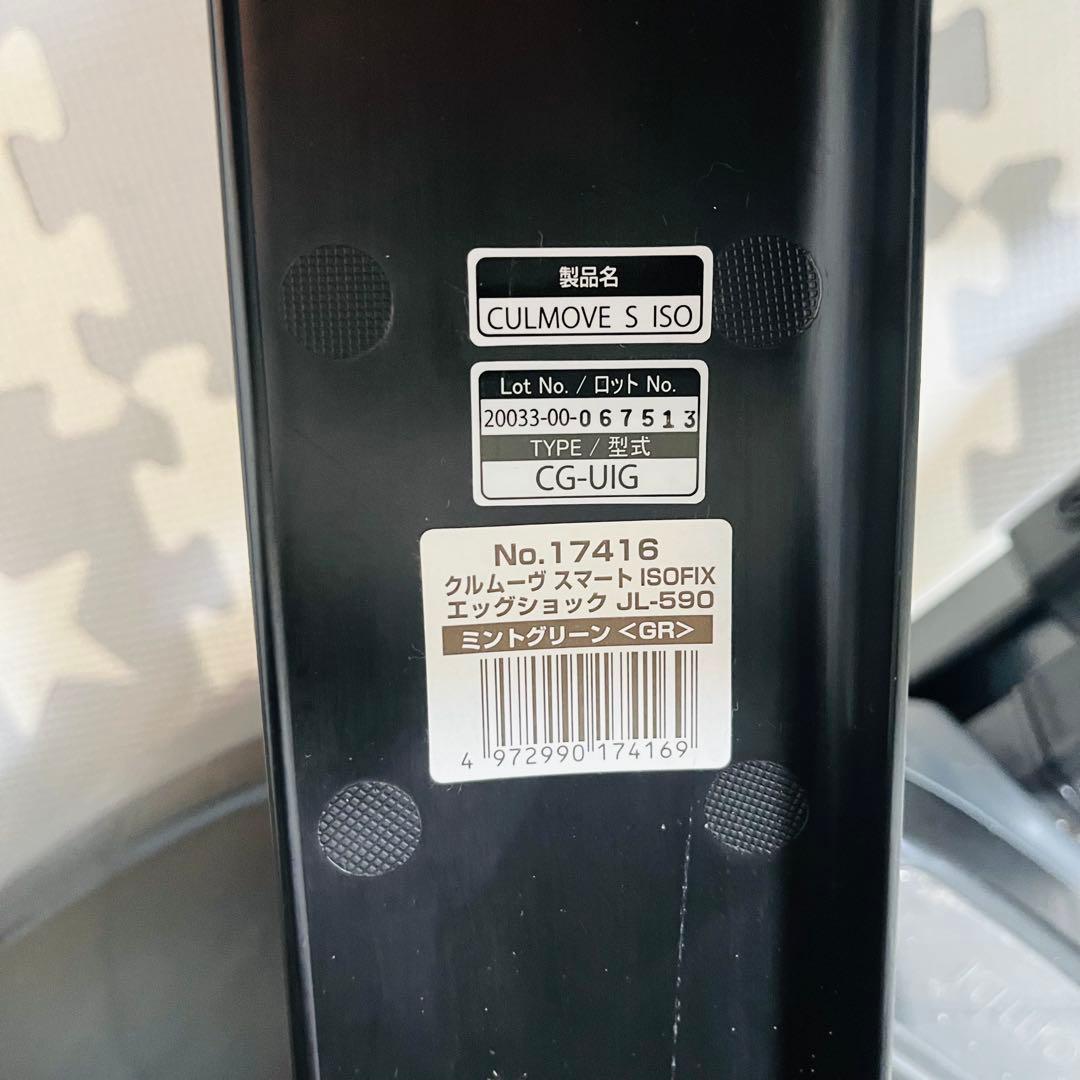 製品名
CULMOVE S ISO
Lot No. / ロット No.
20033-00-067513
TYPE / 型式
CG-UIG
No.17416
クルムーヴ スマート ISOFIX
エッグショック JL-590
ミントグリーン <GR>
4 972990 174169